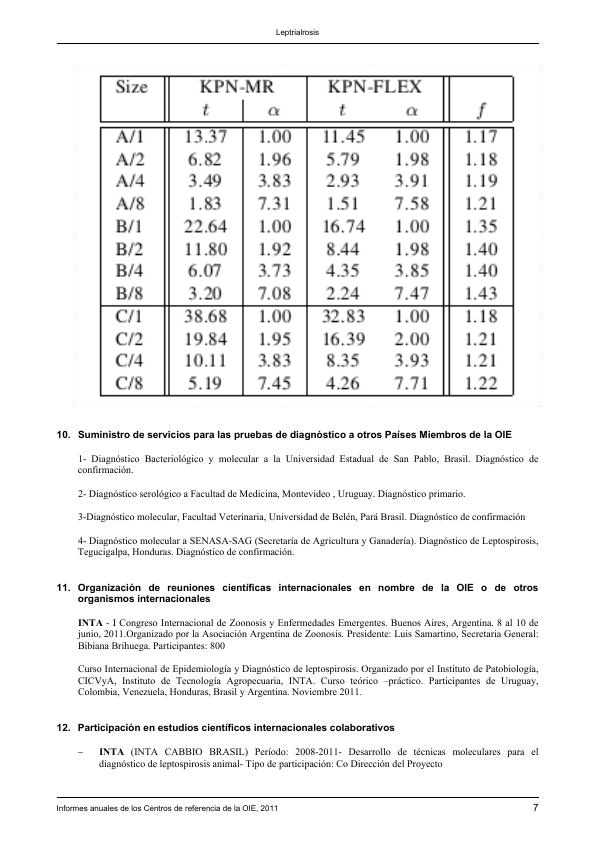 Leptrialrosis
Size KPN-MR KPN-FLEX
t α t α f
A/1 13.37 1.00 11.45 1.00 1.17
A/2 6.82 1.96 5.79 1.98 1.18
A/4 3.49 3.83 2.93 3.91 1.19
A/8 1.83 7.31 1.51 7.58 1.21
B/1 22.64 1.00 16.74 1.00 1.35
B/2 11.80 1.92 8.44 1.98 1.40
B/4 6.07 3.73 4.35 3.85 1.40
B/8 3.20 7.08 2.24 7.47 1.43
C/1 38.68 1.00 32.83 1.00 1.18
C/2 19.84 1.95 16.39 2.00 1.21
C/4 10.11 3.83 8.35 3.93 1.21
C/8 5.19 7.45 4.26 7.71 1.22
10. Suministro de servicios para las pruebas de diagnóstico a otros Países Miembros de la OIE
1- Diagnóstico Bacteriológico y molecular a la Universidad Estadual de San Pablo, Brasil. Diagnóstico de
confirmación.
2- Diagnóstico serológico a Facultad de Medicina, Montevideo , Uruguay. Diagnóstico primario.
3-Diagnóstico molecular, Facultad Veterinaria, Universidad de Belén, Pará Brasil. Diagnóstico de confirmación
4- Diagnóstico molecular a SENASA-SAG (Secretaría de Agricultura y Ganadería). Diagnóstico de Leptospirosis,
Tegucigalpa, Honduras. Diagnóstico de confirmación.
11. Organización de reuniones científicas internacionales en nombre de la OIE o de otros
organismos internacionales
INTA - I Congreso Internacional de Zoonosis y Enfermedades Emergentes. Buenos Aires, Argentina. 8 al 10 de
junio, 2011.Organizado por la Asociación Argentina de Zoonosis. Presidente: Luis Samartino, Secretaria General:
Bibiana Brihuega. Participantes: 800
Curso Internacional de Epidemiología y Diagnóstico de leptospirosis. Organizado por el Instituto de Patobiología,
CICVyA, Instituto de Tecnología Agropecuaria, INTA. Curso teórico –práctico. Participantes de Uruguay,
Colombia, Venezuela, Honduras, Brasil y Argentina. Noviembre 2011.
12. Participación en estudios científicos internacionales colaborativos
– INTA (INTA CABBIO BRASIL) Período: 2008-2011- Desarrollo de técnicas moleculares para el
diagnóstico de leptospirosis animal- Tipo de participación: Co Dirección del Proyecto
Informes anuales de los Centros de referencia de la OIE, 2011 7